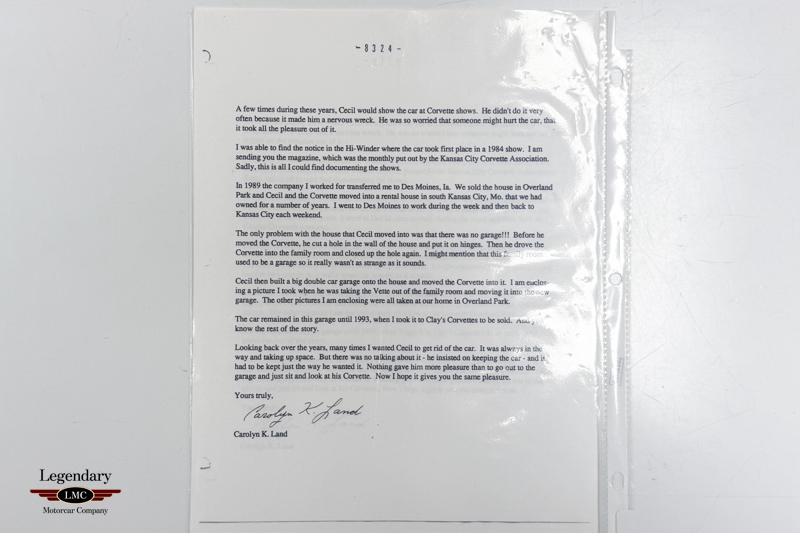 - 8 3 2 4 -
A few times during these years, Cecil would show the car at Corvette shows. He didn't do it very
often because it made him a nervous wreck. He was so worried that someone might hurt the car, that
it took all the pleasure out of it.
I was able to find the notice in the Hi-Winder where the car took first place in a 1984 show. I am
sending you the magazine, which was the monthly put out by the Kansas City Corvette Association.
Sadly, this is all I could find documenting the shows.
In 1989 the company I worked for transferred me to Des Moines, Ia. We sold the house in Overland
Park and Cecil and the Corvette moved into a rental house in south Kansas City, Mo. that we had
owned for a number of years. I went to Des Moines to work during the week and then back to
Kansas City each weekend.
The only problem with the house that Cecil moved into was that there was no garage!!! Before he
moved the Corvette, he cut a hole in the wall of the house and put it on hinges. Then he drove the
Corvette into the family room and closed up the hole again. I might mention that this family room
used to be a garage so it really wasn't as strange as it sounds.
Cecil then built a big double car garage onto the house and moved the Corvette into it. I am enclos-
ing a picture I took when he was taking the Vette out of the family room and moving it into the new
garage. The other pictures I am enclosing were all taken at our home in Overland Park.
The car remained in this garage until 1993, when I took it to Clay's Corvettes to be sold. And
know the rest of the story.
Looking back over the years, many times I wanted Cecil to get rid of the car. It was always in the
way and taking up space. But there was no talking about it - he insisted on keeping the car - and it
had to be kept just the way he wanted it. Nothing gave him more pleasure than to go out to the
garage and just sit and look at his Corvette. Now I hope it gives you the same pleasure.
Yours truly,
Carolyn K. Land
Carolyn K. Land
Legendary
LMC
Motorcar Company